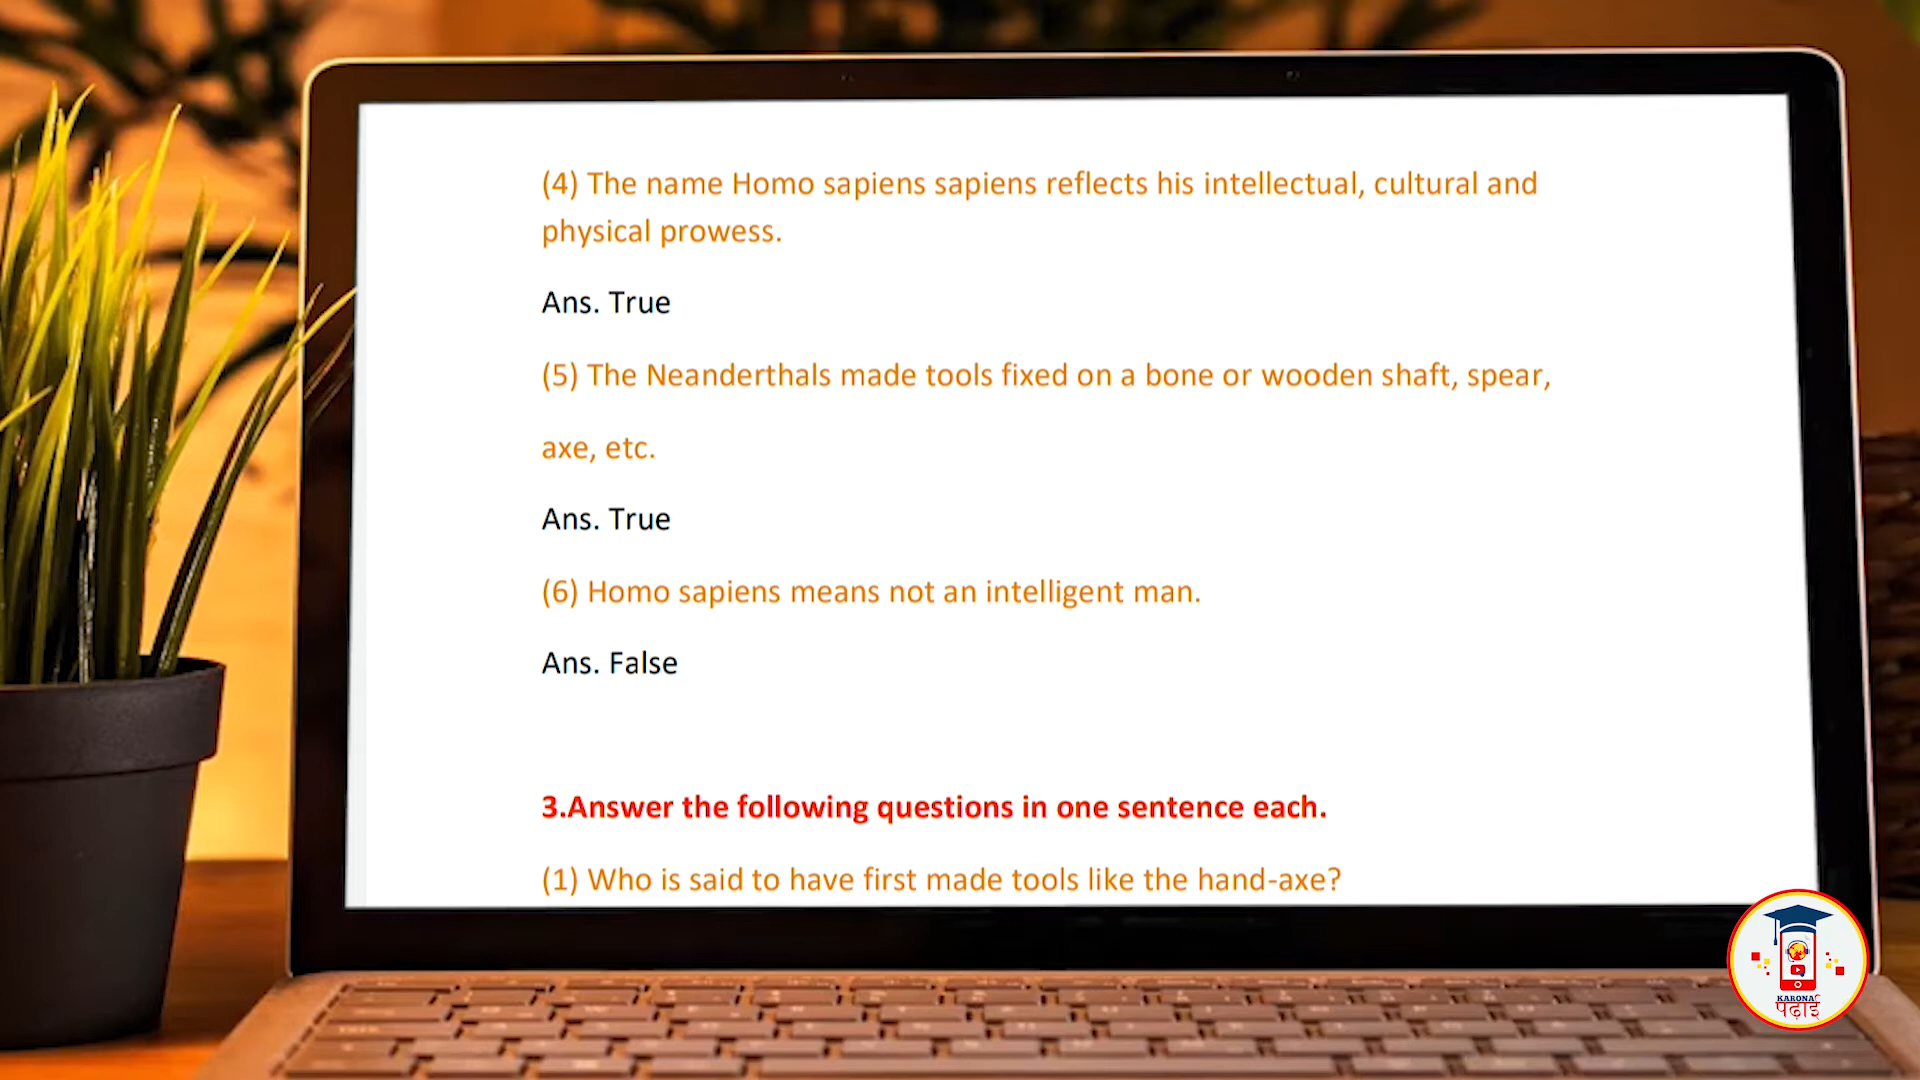 (4) The name Homo sapiens sapiens reflects his intellectual, cultural and
physical prowess.
Ans. True
(5) The Neanderthals made tools fixed on a bone or wooden shaft, spear,
axe, etc.
Ans. True
(6) Homo sapiens means not an intelligent man.
Ans. False
3.Answer the following questions in one sentence each.
(1) Who is said to have first made tools like the hand-axe?
KARONA
पढ़ाई